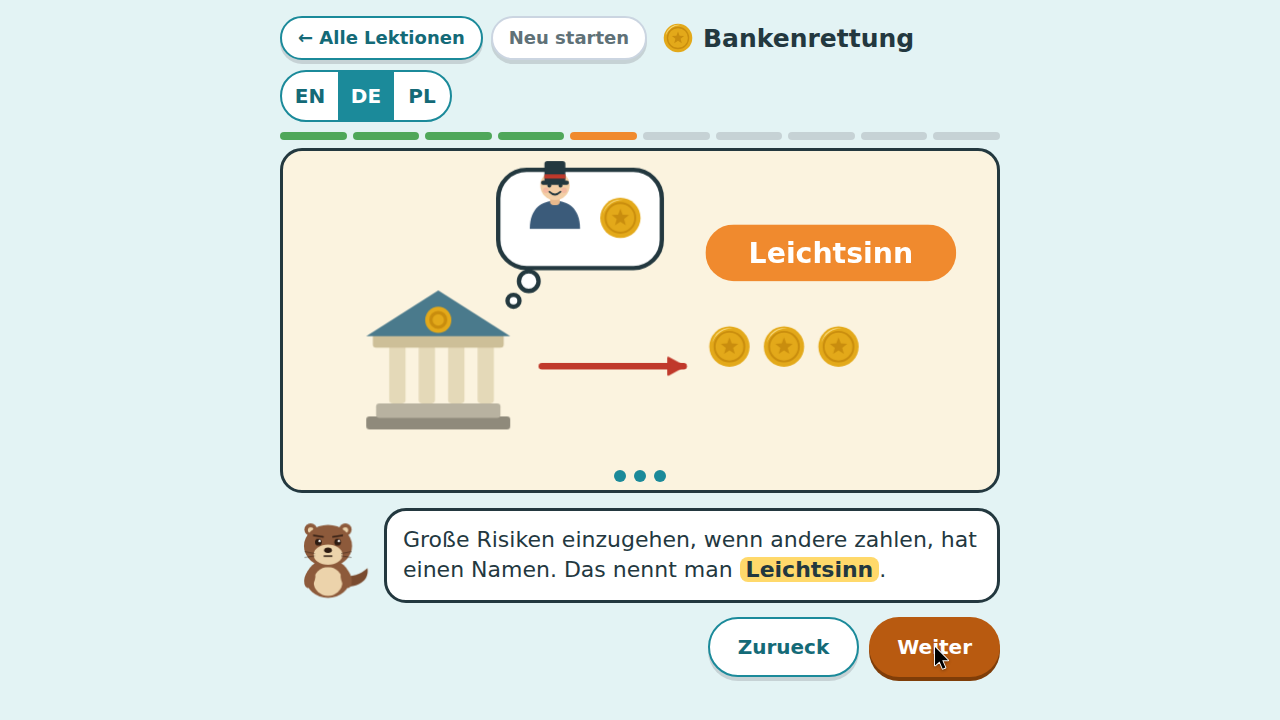 ← Alle Lektionen
Neu starten
Bankenrettung
EN DE PL
Leichtsinn
Große Risiken einzugehen, wenn andere zahlen, hat
einen Namen. Das nennt man Leichtsinn.
Zurueck
Weiter